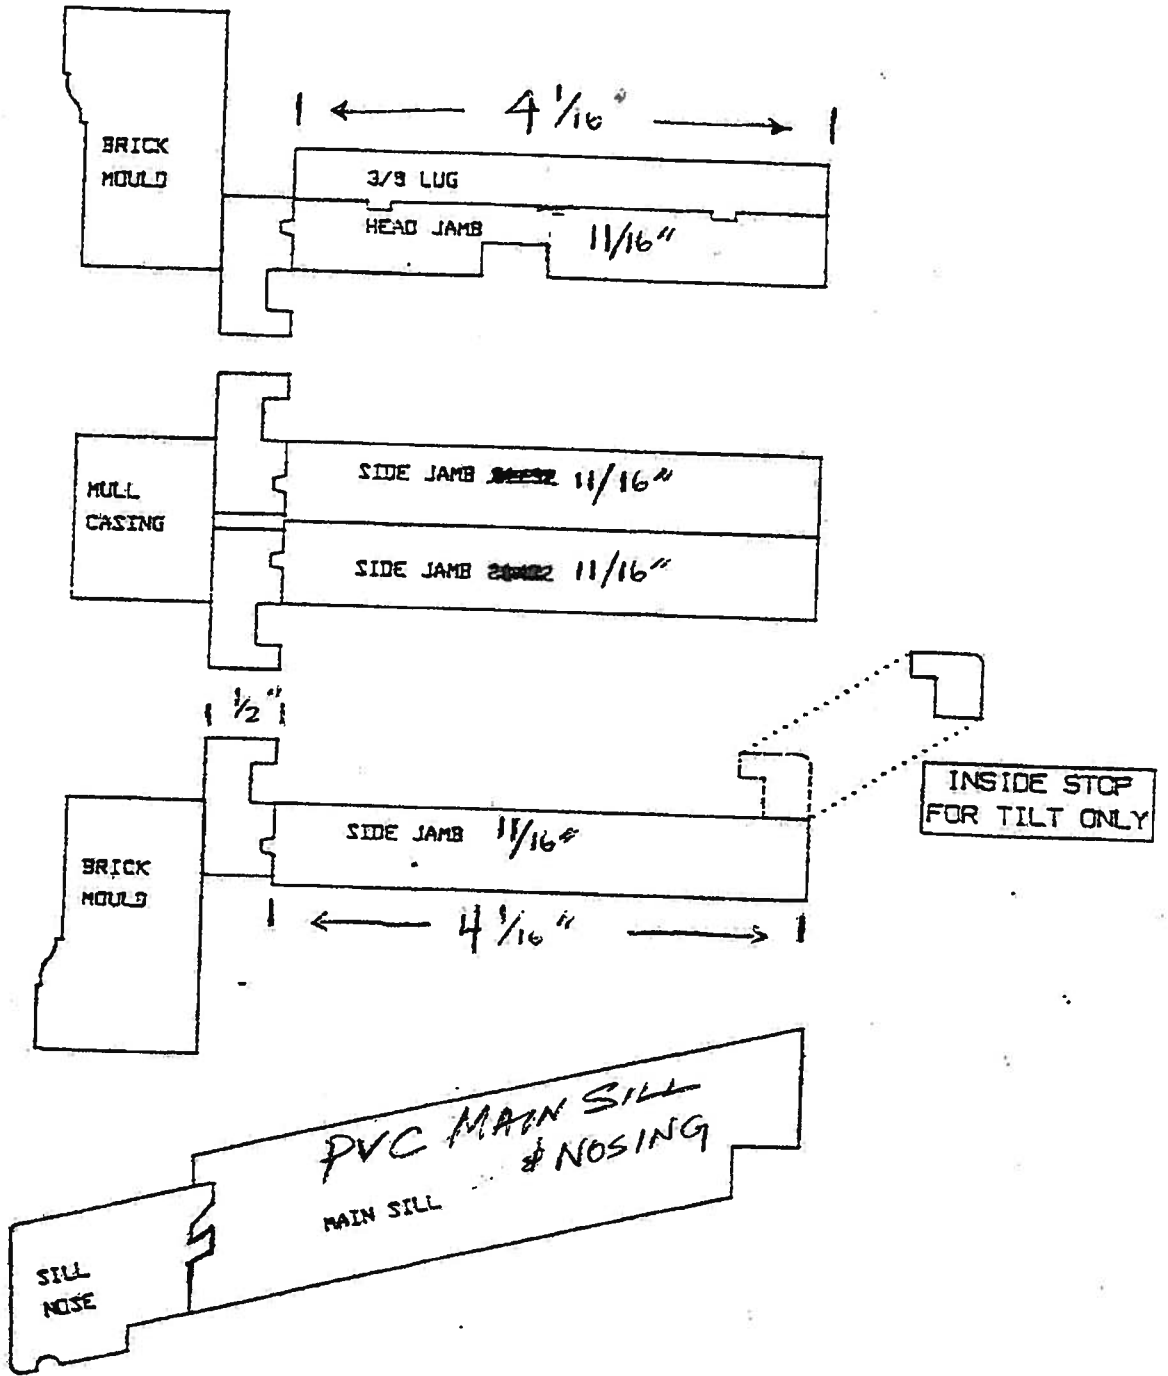 4 1/16"
BRICK
MOULD
3/8 LUG
HEAD JAMB
11/16"
SIDE JAMB 11/16"
MULL
CASING
SIDE JAMB 11/16"
1/2"
INSIDE STOP
FOR TILT ONLY
SIDE JAMB 11/16"
BRICK
MOULD
4 1/16"
PVC MAIN SILL
& NOSING
MAIN SILL
SILL
NOSE